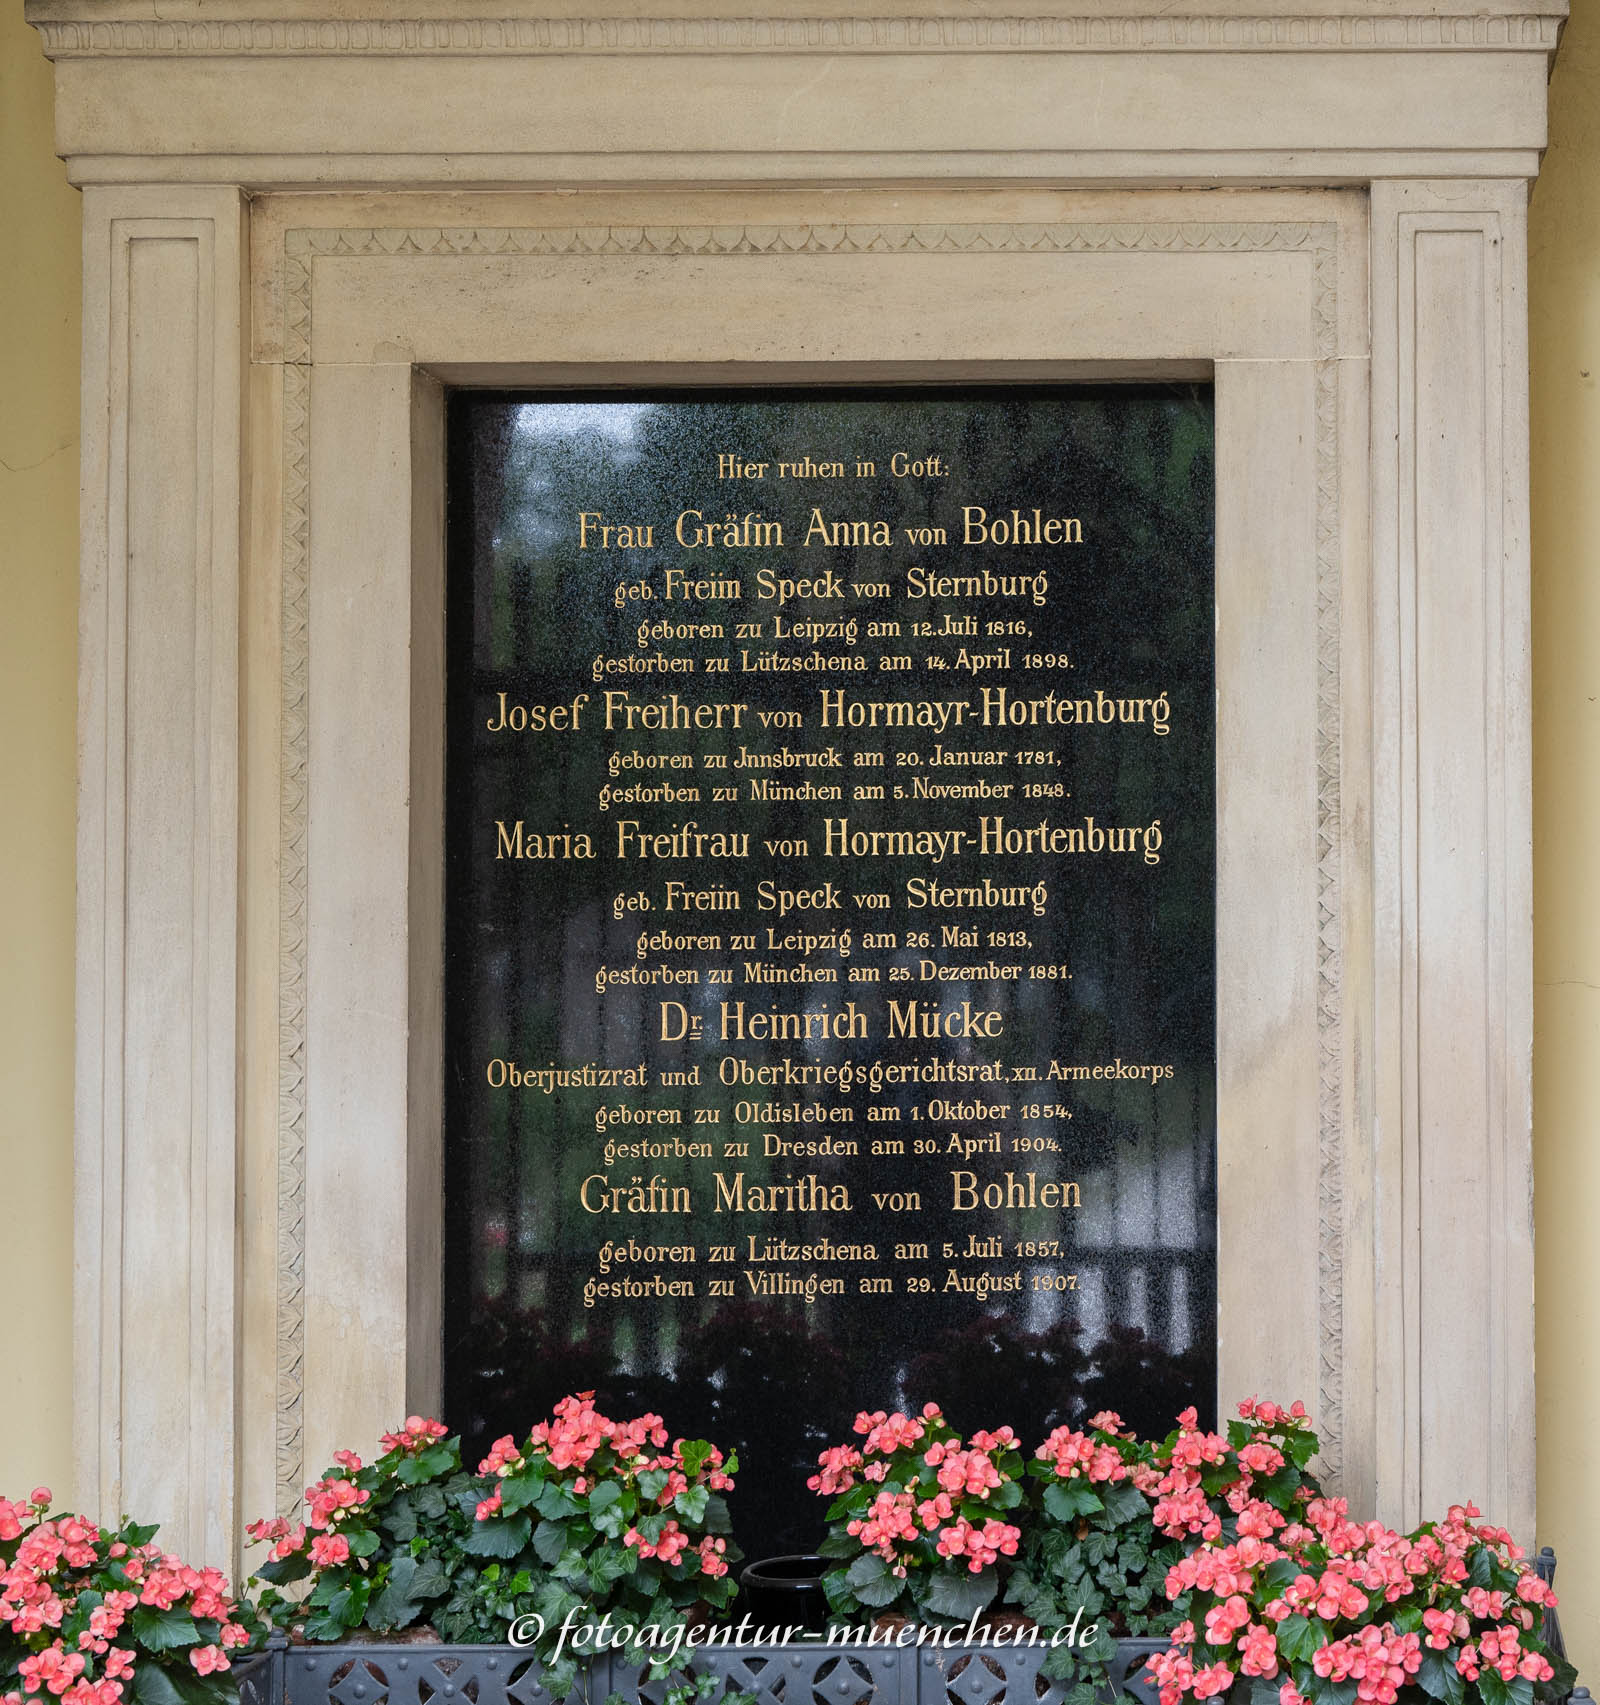 Hier ruhen in Gott:
Frau Gräfin Anna von Bohlen
geb. Freiin Speck von Sternburg
geboren zu Leipzig am 12. Juli 1816,
gestorben zu Lützschena am 14. April 1898.
Josef Freiherr von Hormayr-Hortenburg
geboren zu Jnnsbruck am 20. Januar 1781,
gestorben zu München am 5. November 1848.
Maria Freifrau von Hormayr-Hortenburg
geb. Freiin Speck von Sternburg
geboren zu Leipzig am 26. Mai 1813,
gestorben zu München am 25. Dezember 1881.
Dr. Heinrich Mücke
Oberjustizrat und Oberkriegsgerichtsrat, XII. Armeekorps
geboren zu Oldisleben am 1. Oktober 1854,
gestorben zu Dresden am 30. April 1904.
Gräfin Maritha von Bohlen
geboren zu Lützschena am 5. Juli 1857,
gestorben zu Villingen am 29. August 1907.
© fotoagentur-muenchen.de